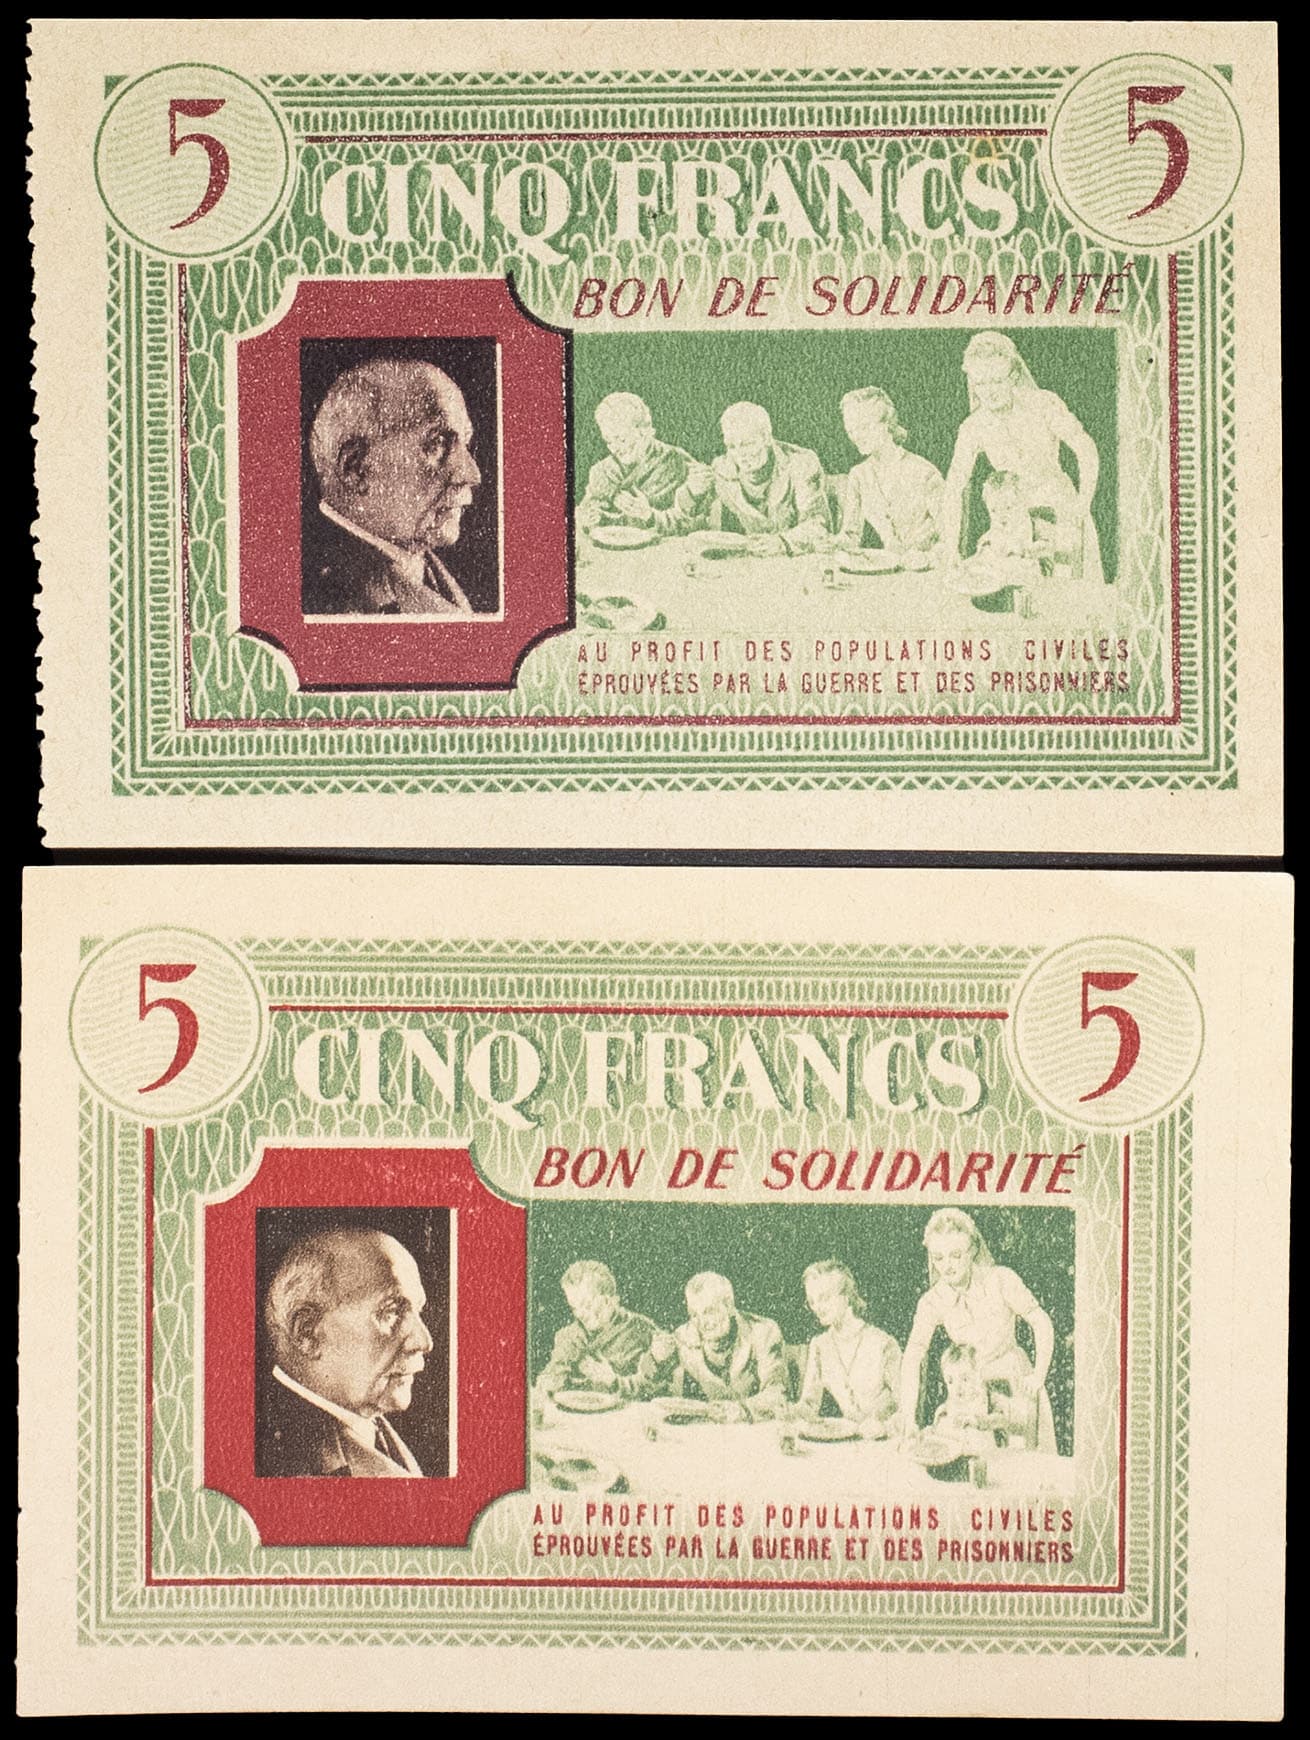 5 5
CINQ FRANCS
BON DE SOLIDARITÉ
AU PROFIT DES POPULATIONS CIVILES
ÉPROUVÉES PAR LA GUERRE ET DES PRISONNIERS
5 5
CINQ FRANCS
BON DE SOLIDARITÉ
AU PROFIT DES POPULATIONS CIVILES
ÉPROUVÉES PAR LA GUERRE ET DES PRISONNIERS